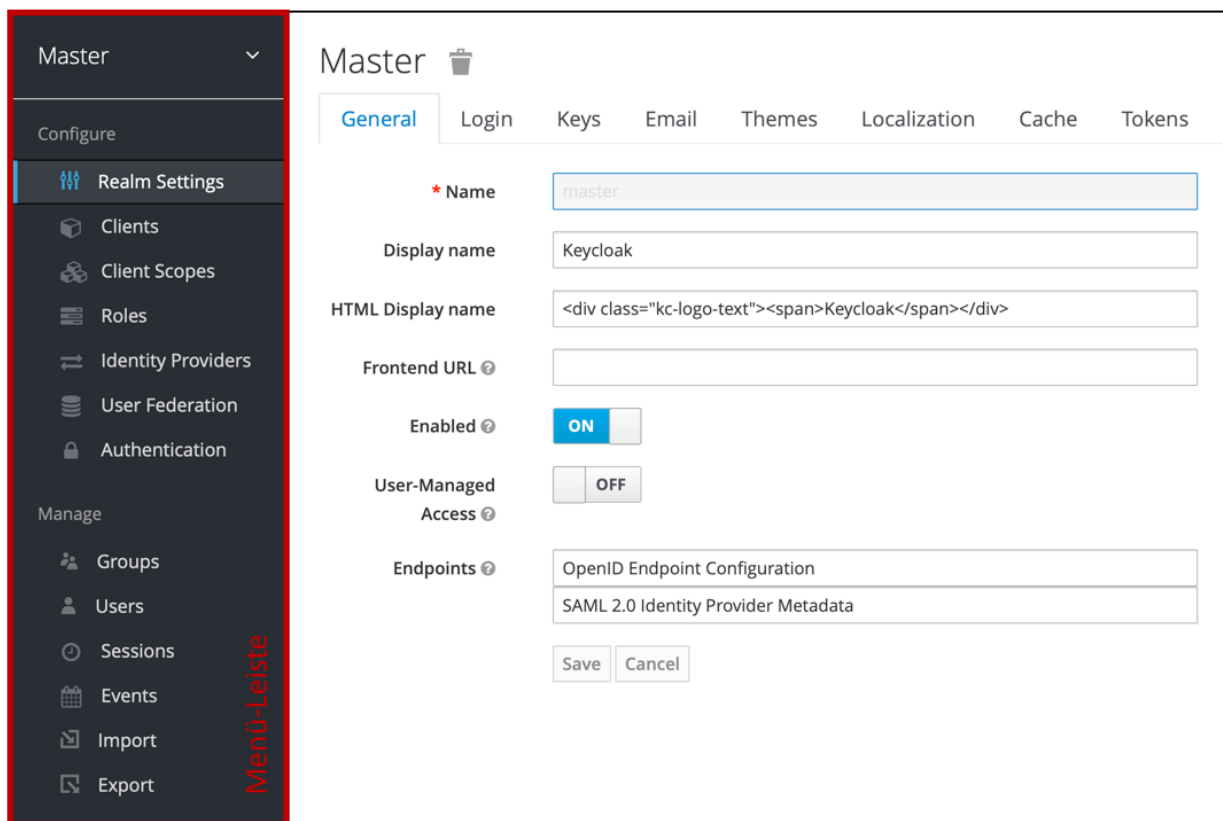 Master
Configure
Realm Settings
Clients
Client Scopes
Roles
Identity Providers
User Federation
Authentication
Manage
Groups
Users
Sessions
Events
Import
Export
Menü-Leiste
Master
General Login Keys Email Themes Localization Cache Tokens
* Name master
Display name Keycloak
HTML Display name <div class="kc-logo-text"><span>Keycloak</span></div>
Frontend URL
Enabled ON
User-Managed
Access OFF
Endpoints OpenID Endpoint Configuration
SAML 2.0 Identity Provider Metadata
Save Cancel